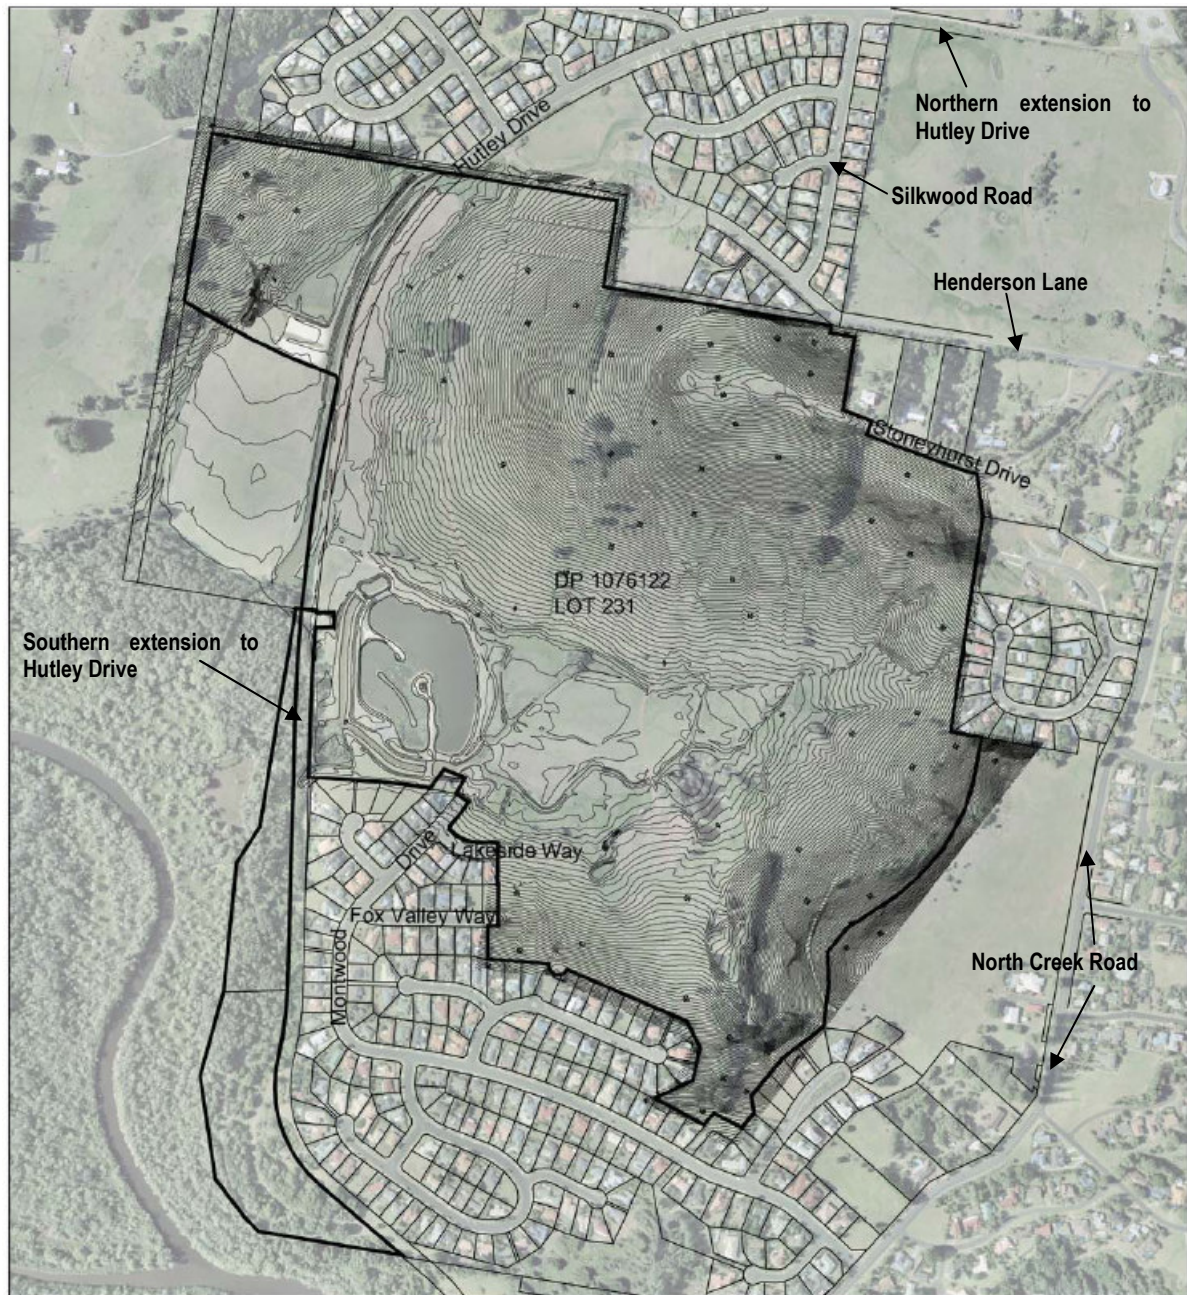 Northern extension to
Hutley Drive
Hutley Drive
Silkwood Road
Henderson Lane
Stoneyhurst Drive
DP 1076122
LOT 231
Southern extension to
Hutley Drive
Drive
Lakeside Way
Fox Valley Way
Montwood
North Creek Road